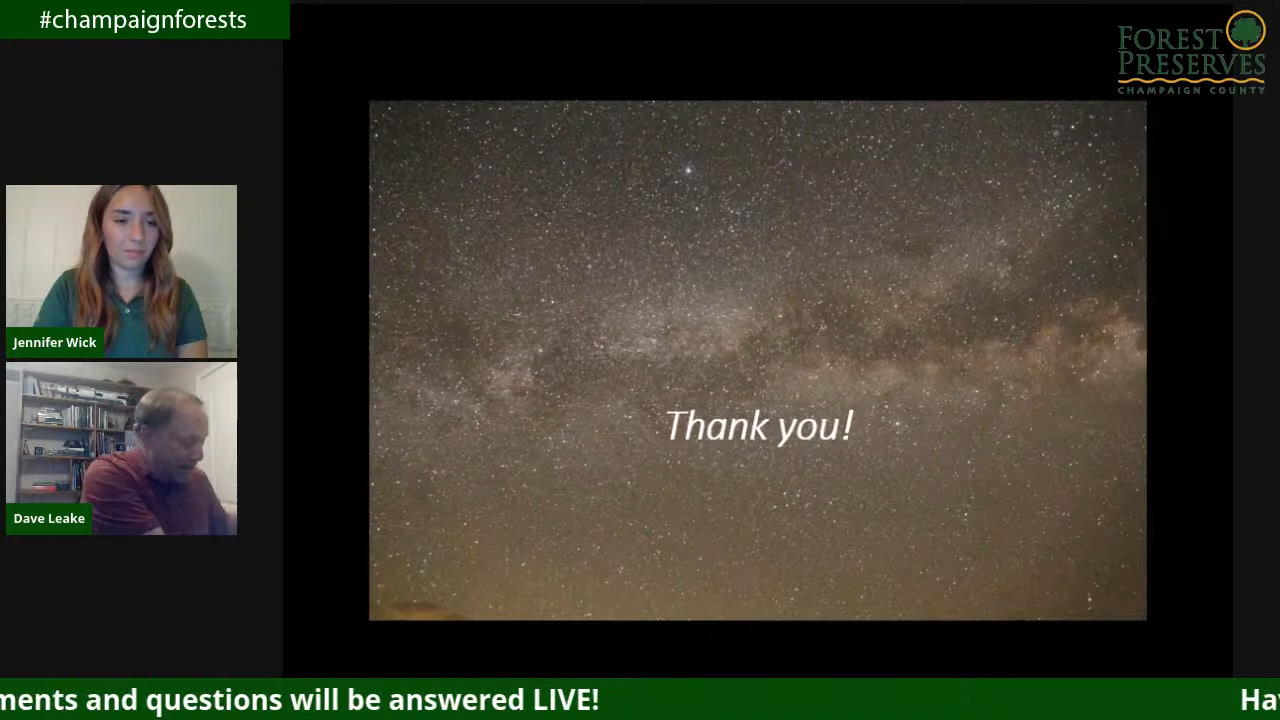 #champaignforests
FOREST
PRESERVES
CHAMPAIGN COUNTY
Jennifer Wick
Dave Leake
Thank you!
ments and questions will be answered LIVE!
Ha